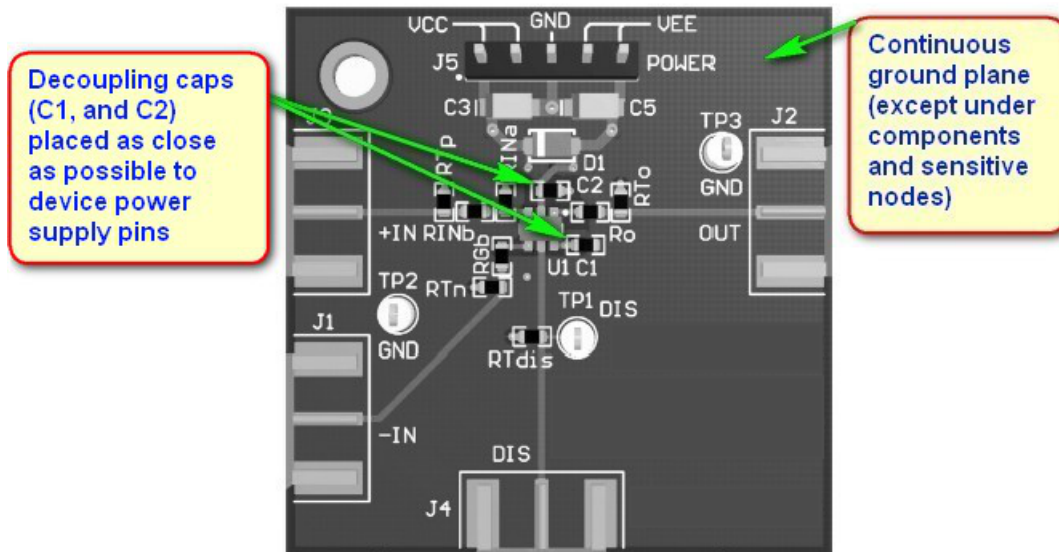 VCC
GND
VEE
J5
POWER
Continuous
ground plane
(except under
components
and sensitive
nodes)
Decoupling caps
(C1, and C2)
placed as close
as possible to
device power
supply pins
C3
C5
TP3
J2
D1
GND
C2
RTo
+IN
RINb
Ro
OUT
RGb
U1
C1
RTn
TP2
TP1
DIS
J1
GND
RTdis
-IN
DIS
J4